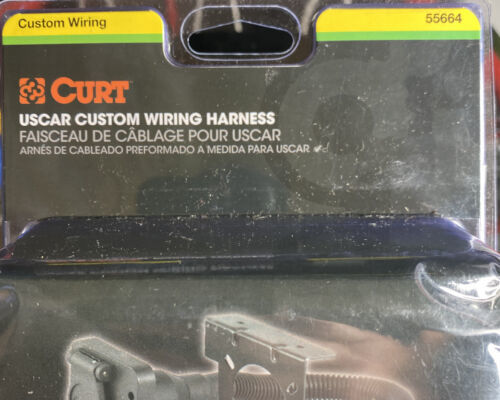 Custom Wiring 55664
CURT
USCAR CUSTOM WIRING HARNESS
FAISCEAU DE CÂBLAGE POUR USCAR
ARNÉS DE CABLEADO PREFORMADO A MEDIDA PARA USCAR